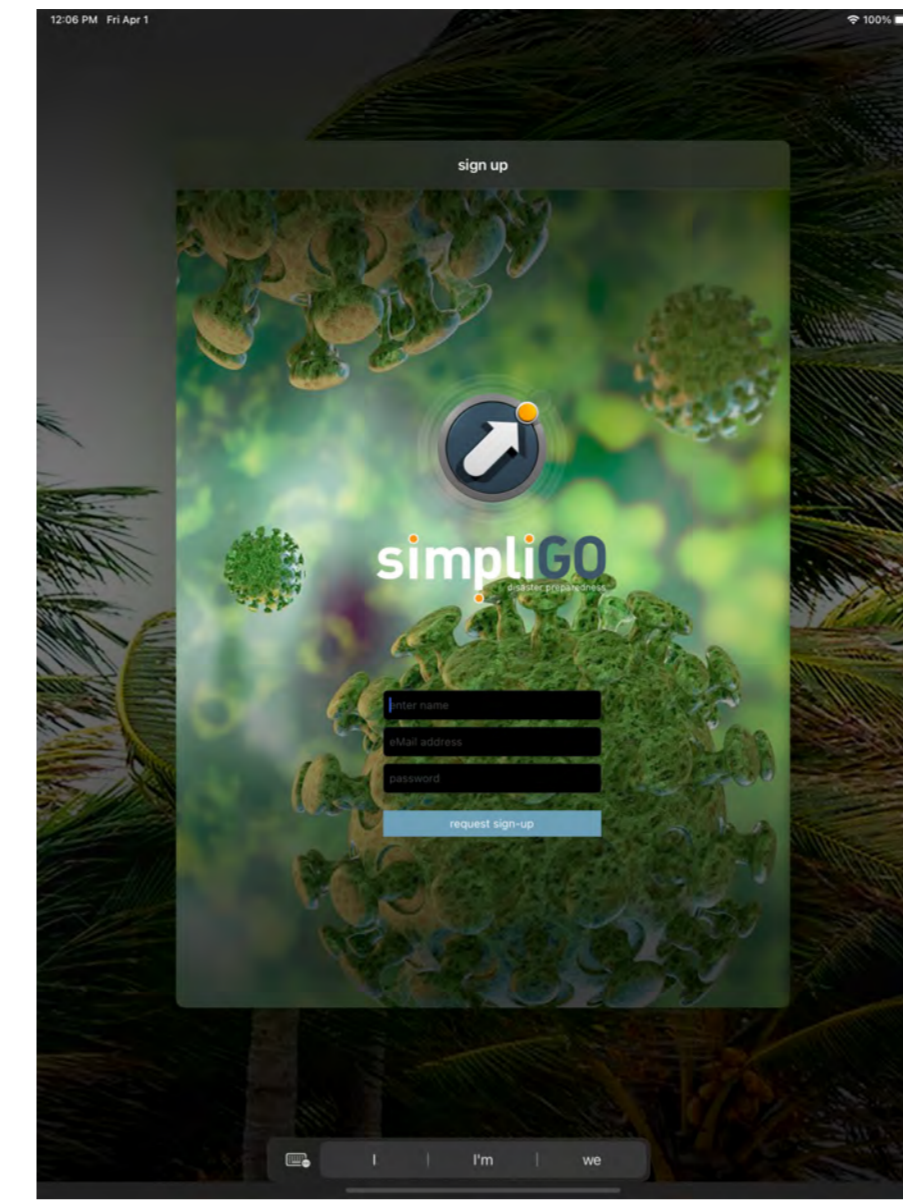 12:06 PM Fri Apr 1
100%
sign up
simpliGO
disaster preparedness
enter name
eMail address
password
request sign-up
I
I'm
we